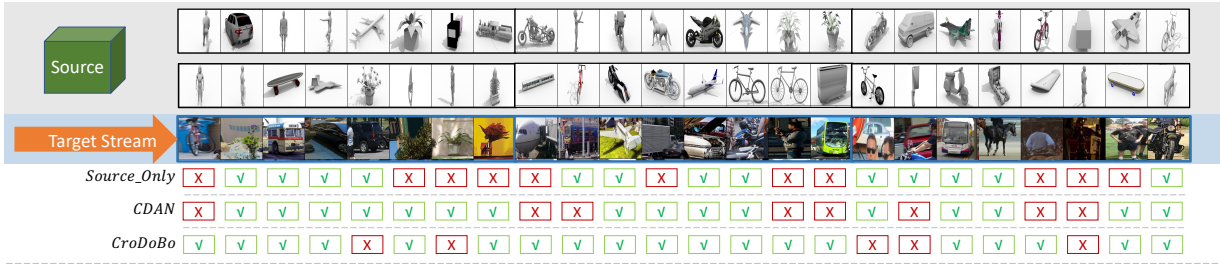 Source
Target Stream
Source_Only X √ √ √ √ X X X X √ √ X √ √ X X √ √ √ √ X X X √
CDAN X √ √ √ √ √ √ √ X X √ √ √ √ X X √ X √ √ X X √ √
CroDoBo √ √ √ √ X √ X √ √ √ √ √ √ √ √ √ X X √ √ √ X √ √